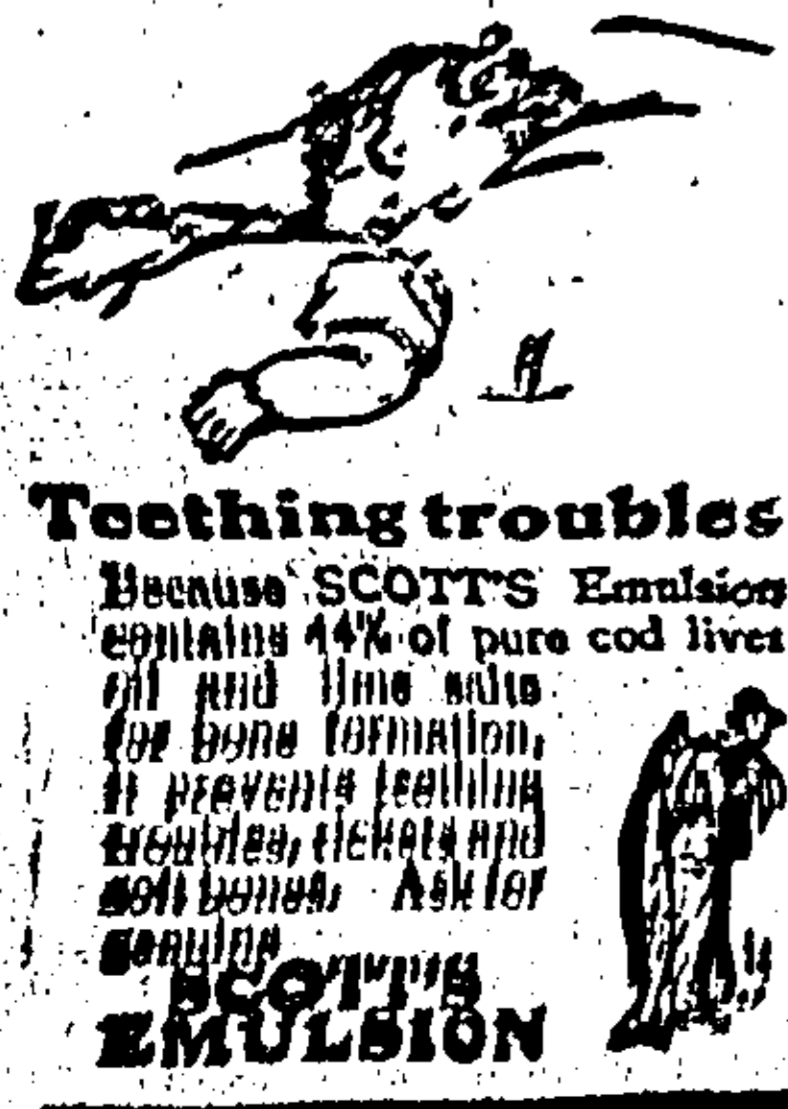 Teething troubles
Because SCOTT'S Emulsion
contains 44% of pure cod liver
oil and lime salts
for bone formation,
it prevents teething
troubles, rickets and
soft bones. Ask for
genuine
SCOTT'S
EMULSION